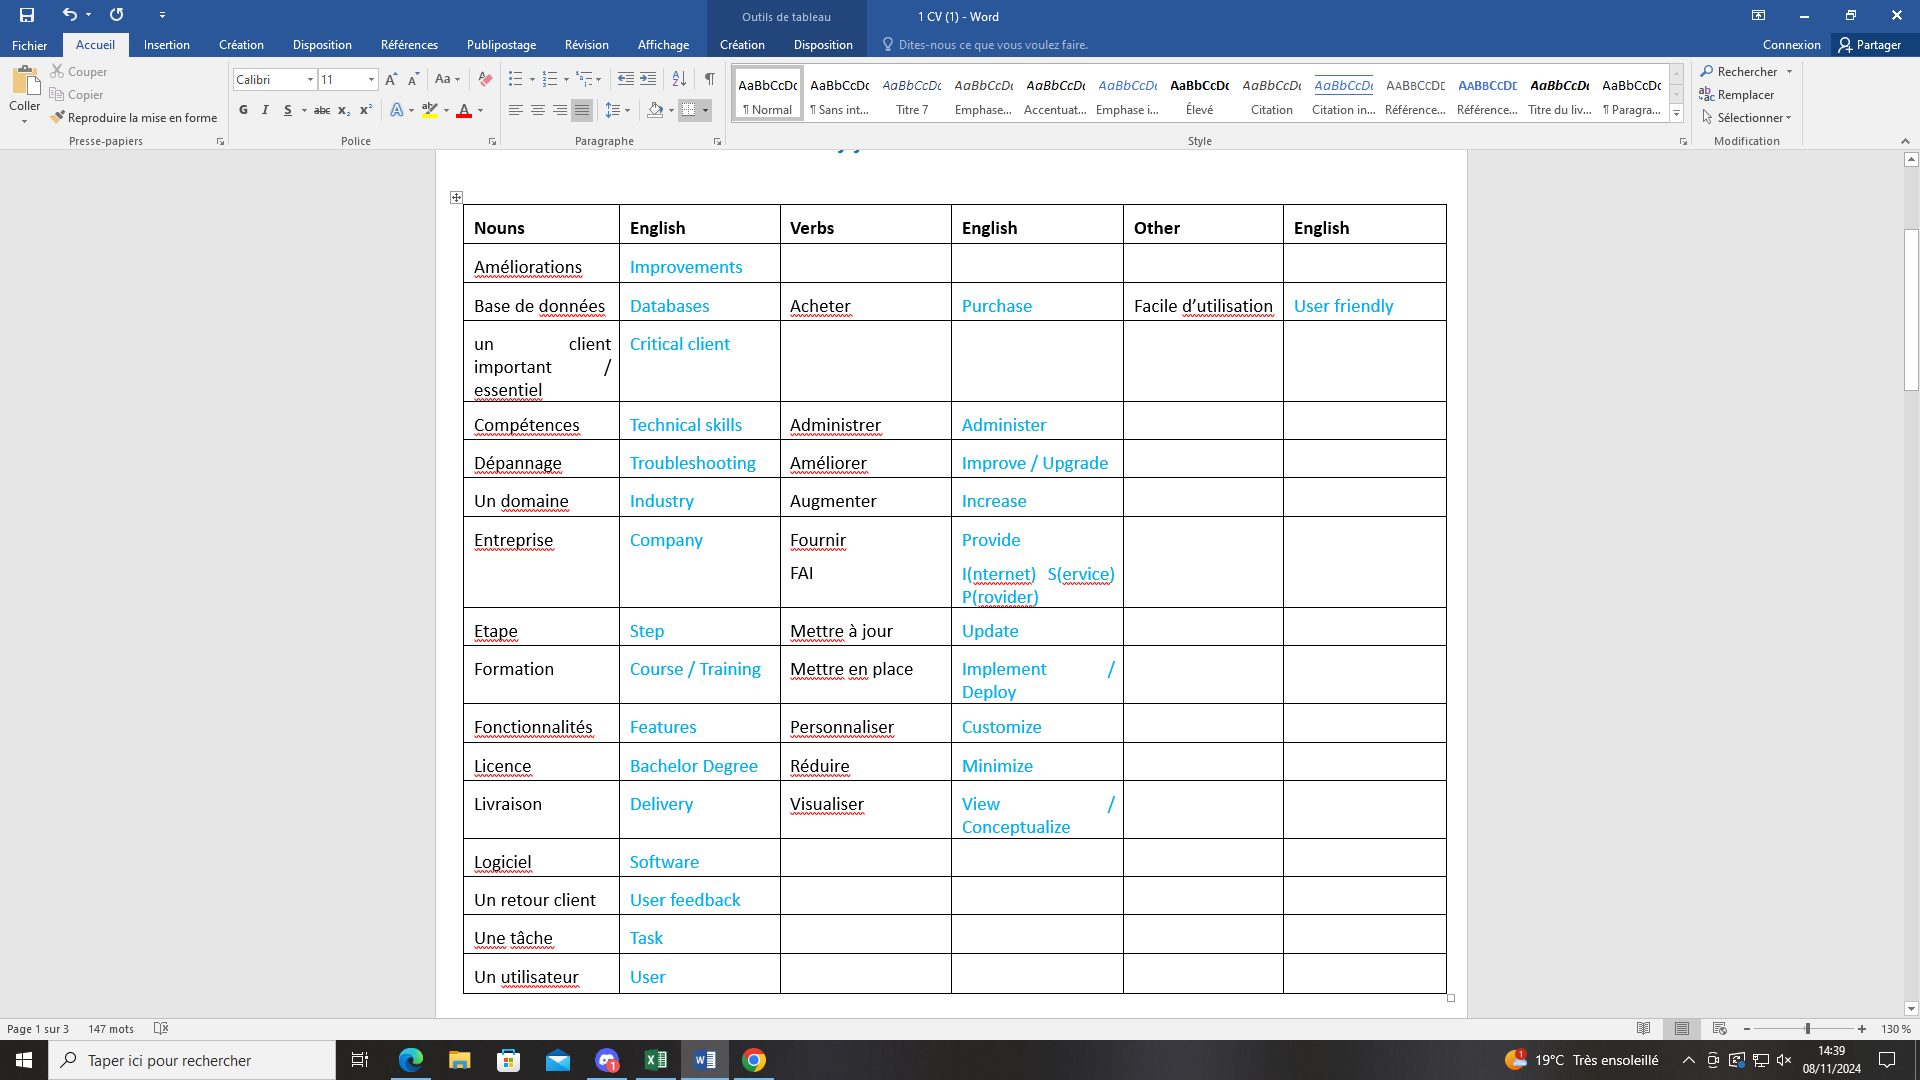 Outils de tableau
1 CV (1) - Word
Fichier Accueil Insertion Création Disposition Références Publipostage Révision Affichage Création Disposition Dites-nous ce que vous voulez faire. Connexion Partager
Coller
Couper
Copier
Reproduire la mise en forme
Presse-papiers
Calibri 11
Aa
G I S abc x₂ x² A ab A
Police
Paragraphe
AaBbCcDc AaBbCcDc AaBbCcDc AaBbCcDc AaBbCcDc AaBbCcDc AaBbCcDc AaBbCcDc AaBbCcDc AABBCCDE AABBCCDE AaBbCcDc AaBbCcDc
¶ Normal ¶ Sans int... Titre 7 Emphase... Accentuat... Emphase i... Élevé Citation Citation in... Référence... Référence... Titre du liv... ¶ Paragra...
Style
Rechercher
Remplacer
Sélectionner
Modification
Nouns English Verbs English Other English
Améliorations Improvements
Base de données Databases Acheter Purchase Facile d’utilisation User friendly
un client Critical client
important /
essentiel
Compétences Technical skills Administrer Administer
Dépannage Troubleshooting Améliorer Improve / Upgrade
Un domaine Industry Augmenter Increase
Entreprise Company Fournir Provide
FAI I(nternet) S(ervice)
P(rovider)
Etape Step Mettre à jour Update
Formation Course / Training Mettre en place Implement /
Deploy
Fonctionnalités Features Personnaliser Customize
Licence Bachelor Degree Réduire Minimize
Livraison Delivery Visualiser View /
Conceptualize
Logiciel Software
Un retour client User feedback
Une tâche Task
Un utilisateur User
Page 1 sur 3 147 mots 130 %
Taper ici pour rechercher
1
1
19°C Très ensoleillé
14:39
08/11/2024